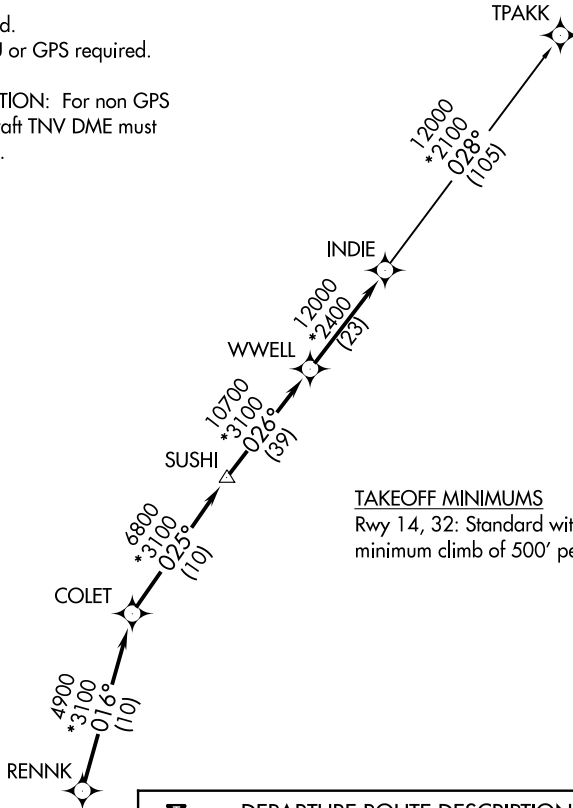 TPAKK
d.
U or GPS required.
TION: For non GPS
raft TNV DME must
.
12000
*2100
028°
(105)
INDIE
12000
*2400
(23)
WWELL
10700
*3100
026°
(39)
SUSHI
TAKEOFF MINIMUMS
Rwy 14, 32: Standard wit
minimum climb of 500' pe
6800
*3100
025°
(10)
COLET
4900
*3100
016°
(10)
RENNK
DEPARTURE ROUTE DESCRIPTION